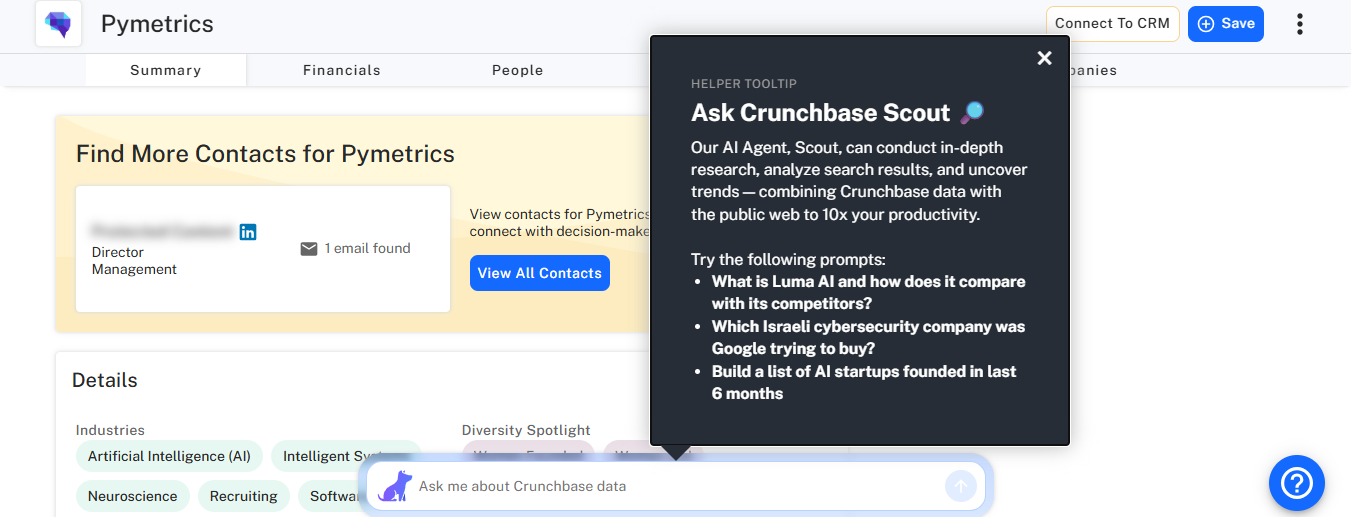 Pymetrics
Connect To CRM
Save
Summary
Financials
People
panies
Find More Contacts for Pymetrics
Director
Management
1 email found
View contacts for Pymetrics
connect with decision-make
View All Contacts
HELPER TOOLTIP
Ask Crunchbase Scout
Our AI Agent, Scout, can conduct in-depth
research, analyze search results, and uncover
trends — combining Crunchbase data with
the public web to 10x your productivity.
Try the following prompts:
• What is Luma AI and how does it compare
with its competitors?
• Which Israeli cybersecurity company was
Google trying to buy?
• Build a list of AI startups founded in last
6 months
Details
Industries
Artificial Intelligence (AI)
Intelligent
Neuroscience
Recruiting
Softwa
Diversity Spotlight
Ask me about Crunchbase data